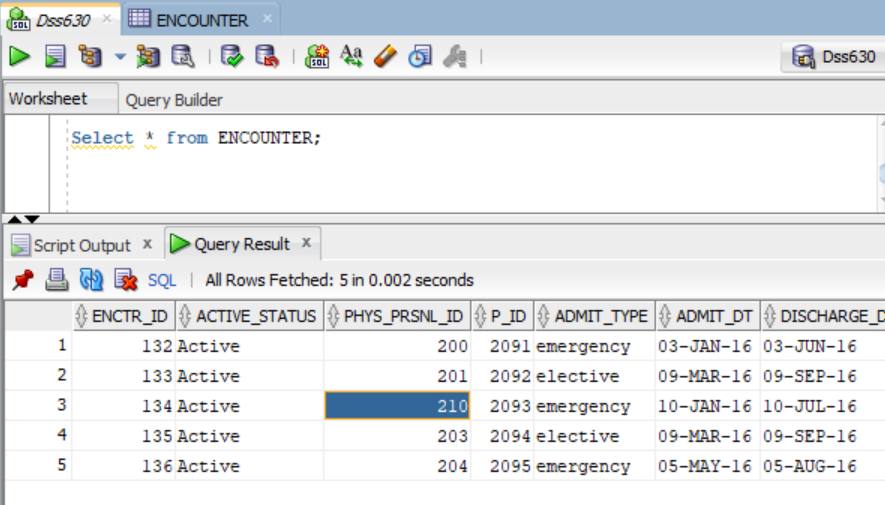 Dss630 ENCOUNTER
Dss630
Worksheet Query Builder
Select * from ENCOUNTER;
Script Output x Query Result x
SQL | All Rows Fetched: 5 in 0.002 seconds
ENCTR_ID ACTIVE_STATUS PHYS_PRSNL_ID P_ID ADMIT_TYPE ADMIT_DT DISCHARGE_D
1 132 Active 200 2091 emergency 03-JAN-16 03-JUN-16
2 133 Active 201 2092 elective 09-MAR-16 09-SEP-16
3 134 Active 210 2093 emergency 10-JAN-16 10-JUL-16
4 135 Active 203 2094 elective 09-MAR-16 09-SEP-16
5 136 Active 204 2095 emergency 05-MAY-16 05-AUG-16